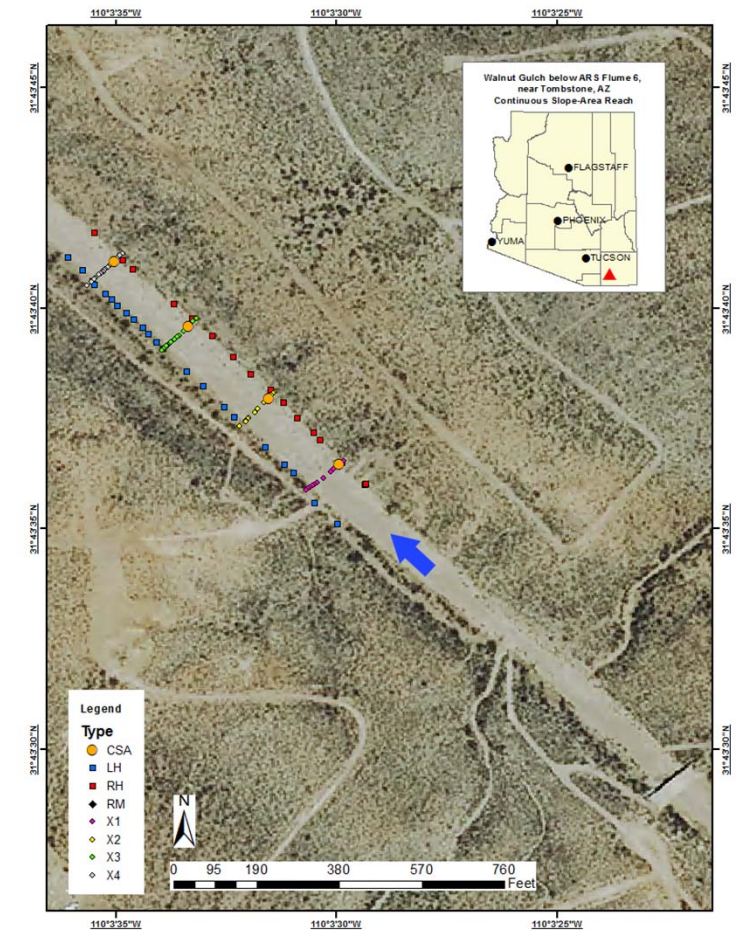 110°3'35"W
110°3'30"W
110°3'25"W
31°43'45"N
31°43'45"N
Walnut Gulch below ARS Flume 6,
near Tombstone, AZ
Continuous Slope-Area Reach
FLAGSTAFF
PHOENIX
YUMA
TUCSON
31°43'40"N
31°43'40"N
31°43'35"N
31°43'35"N
31°43'30"N
31°43'30"N
Legend
Type
CSA
LH
RH
RM
X1
X2
X3
X4
N
0 95 190 380 570 760
Feet
110°3'35"W
110°3'30"W
110°3'25"W